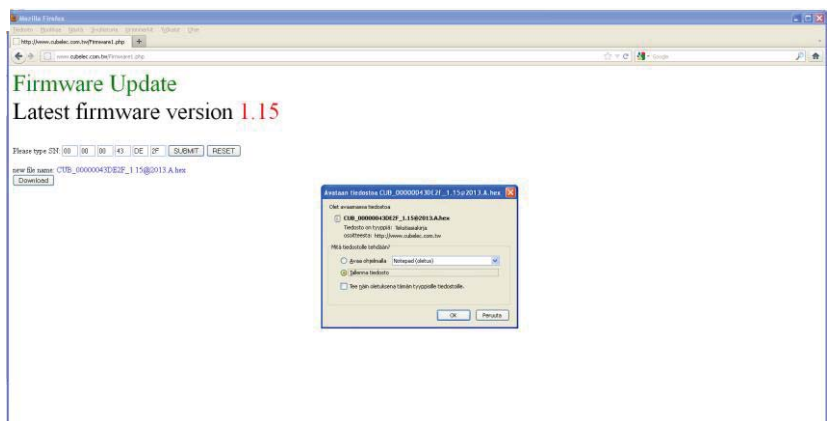 Mozilla Firefox
http://www.cubelec.com.tw/Firmware1.php
www.cubelec.com.tw/Firmware1.php
Google
Firmware Update
Latest firmware version 1.15
Please type SN: 00 00 00 43 DE 2F SUBMIT RESET
new file name: CUB_00000043DE2F_1.15@2013.A.hex
Download
Avataan tiedostoa CUB_00000043DE2F_1.15@2013.A.hex
Olet avaamassa tiedostoa
CUB_00000043DE2F_1.15@2013.A.hex
Tiedosto on tyyppiä: Tekstiasiakirja
osoitteesta: http://www.cubelec.com.tw
Mitä tiedostolle tehdään?
Avaa ohjelmalla Notepad (oletus)
Tallenna tiedosto
Tee näin oletuksena tämän tyyppisille tiedostoille.
OK Peruuta